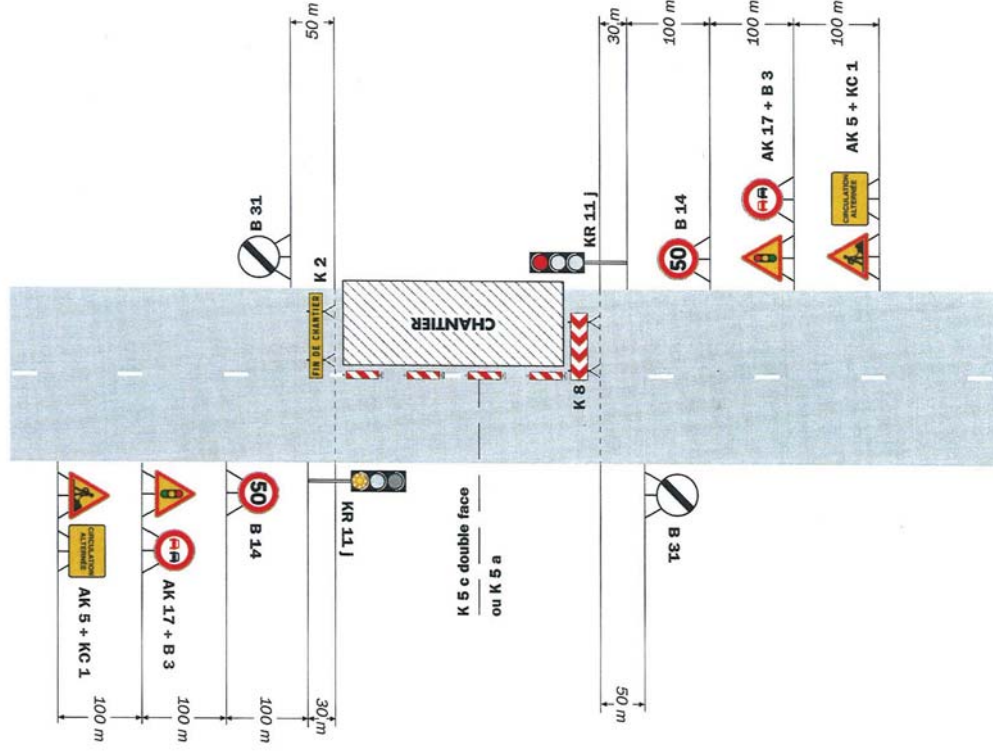 50 m
B 31
K 2
FIN DE CHANTIER
CHANTIER
K 8
KR 11 j
30 m
100 m
100 m
100 m
50
B 14
AK 17 + B 3
CIRCULATION
ALTERNÉE
AK 5 + KC 1
CIRCULATION
ALTERNÉE
AK 5 + KC 1
AK 17 + B 3
50
B 14
KR 11 j
K 5 c double face
ou K 5 a
B 31
100 m
100 m
100 m
30 m
50 m